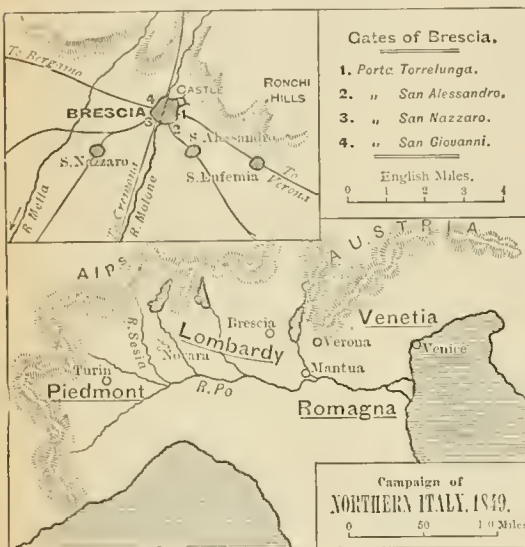 Gates of Brescia.
1. Porta Torrelunga.
2. „ San Alessandro.
3. „ San Nazzaro.
4. „ San Giovanni.
English Miles.
0 1 2 3 4
To Bergamo
CASTLE
RONCHI
HILLS
BRESCIA
4
1
3
2
S. Alessandro
S. Nazzaro
S. Eufemia
To
Verona
R. Mella
To Cremona
R. Molone
AUSTRIA
Alps
R. Sesia
Novara
Lombardy
Brescia
Verona
Venetia
Venice
Turin
Piedmont
Mantua
R. Po
Romagna
Campaign of
NORTHERN ITALY, 1849.
0 50 100 Miles